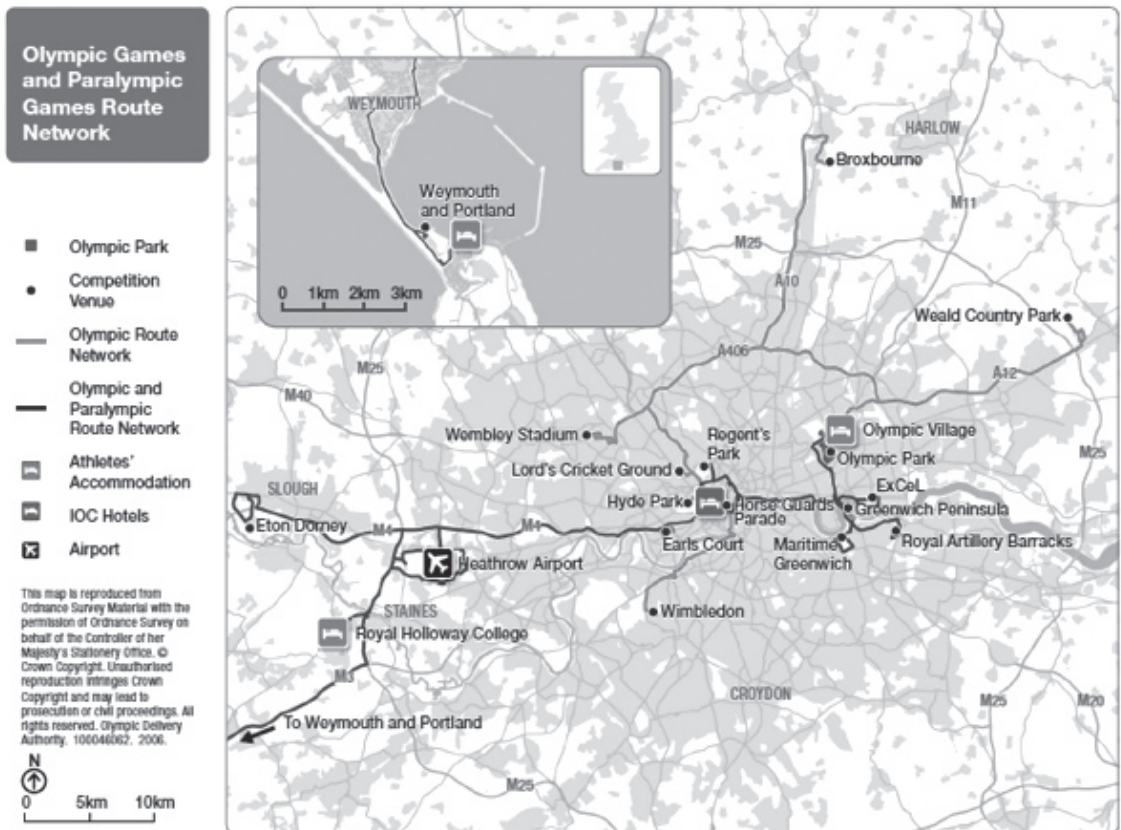 Olympic Games
and Paralympic
Games Route
Network
Olympic Park
Competition
Venue
Olympic Route
Network
Olympic and
Paralympic
Route Network
Athletes'
Accommodation
IOC Hotels
Airport
This map is reproduced from
Ordnance Survey Material with the
permission of Ordnance Survey on
behalf of the Controller of her
Majesty's Stationery Office. ©
Crown Copyright. Unauthorised
reproduction infringes Crown
Copyright and may lead to
prosecution or civil proceedings. All
rights reserved. Olympic Delivery
Authority. 100046062. 2006.
N
0 5km 10km
WEYMOUTH
Weymouth
and Portland
0 1km 2km 3km
HARLOW
Broxbourne
M11
M25
A10
Weald Country Park
A406
M25
A12
M40
Wembley Stadium
Regent's
Park
Olympic Village
Lord's Cricket Ground
Olympic Park
M25
SLOUGH
Hyde Park
Horse Guards
Parade
ExCeL
Greenwich Peninsula
Eton Dorney
M4
M4
Earls Court
Maritime
Greenwich
Royal Artillery Barracks
Heathrow Airport
STAINES
Wimbledon
Royal Holloway College
M3
CROYDON
M25
M20
To Weymouth and Portland
M25